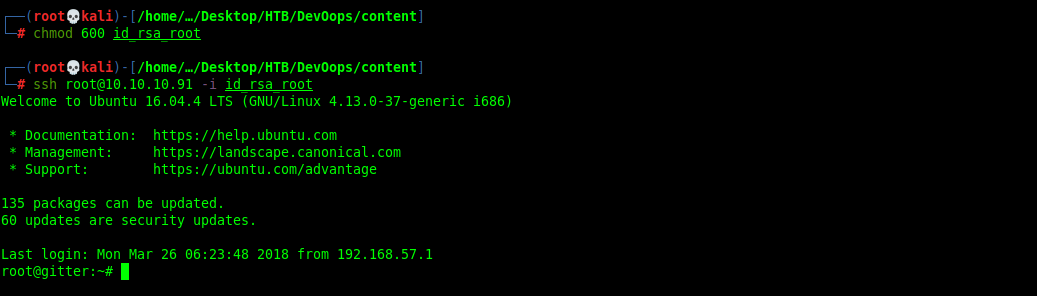 ┌──(root💀kali)-[/home/…/Desktop/HTB/DevOops/content]
└─# chmod 600 id_rsa_root
┌──(root💀kali)-[/home/…/Desktop/HTB/DevOops/content]
└─# ssh root@10.10.10.91 -i id_rsa_root
Welcome to Ubuntu 16.04.4 LTS (GNU/Linux 4.13.0-37-generic i686)
* Documentation:  https://help.ubuntu.com
* Management:     https://landscape.canonical.com
* Support:        https://ubuntu.com/advantage
135 packages can be updated.
60 updates are security updates.
Last login: Mon Mar 26 06:23:48 2018 from 192.168.57.1
root@gitter:~#